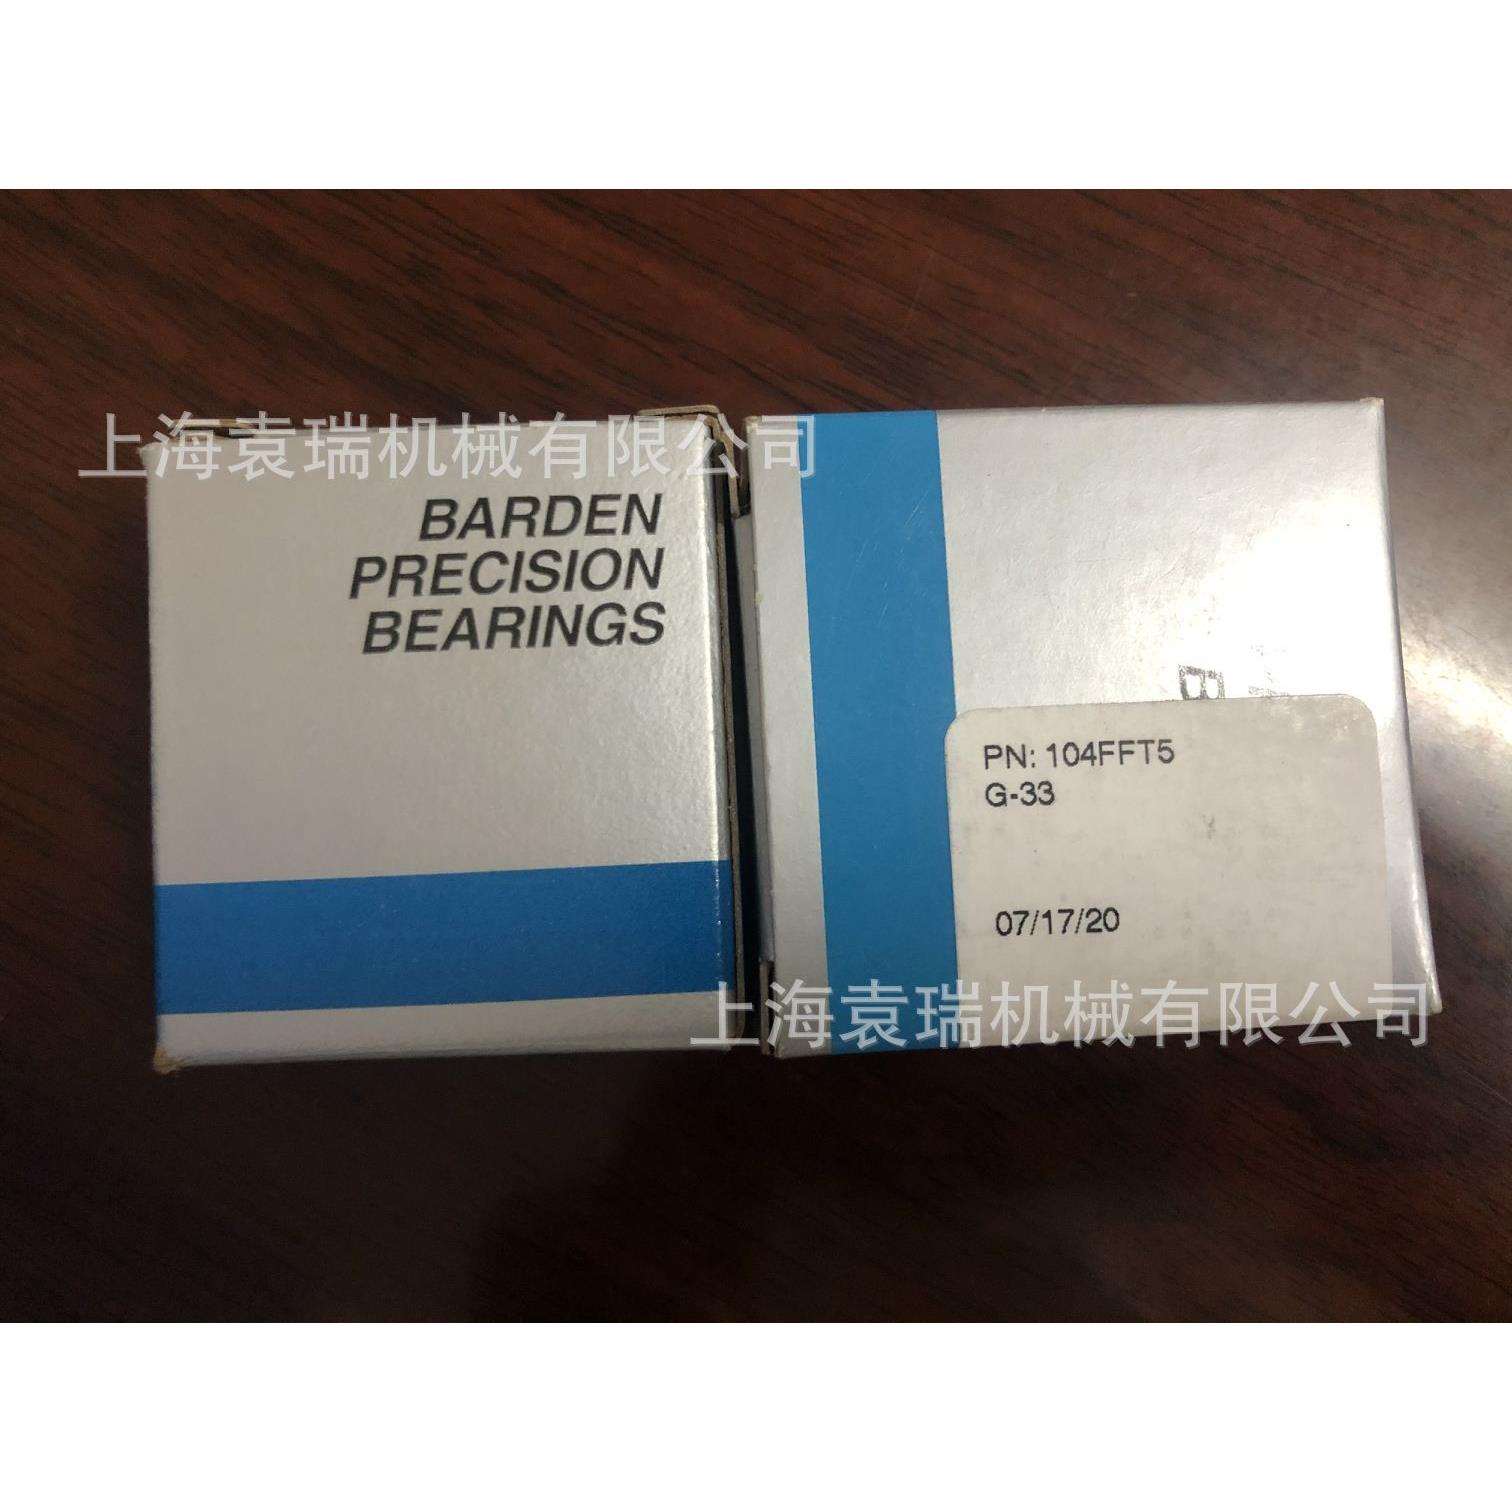 上海袁瑞机械有限公司
BARDEN
PRECISION
BEARINGS
B
PN: 104FFT5
G-33
07/17/20
上海袁瑞机械有限公司